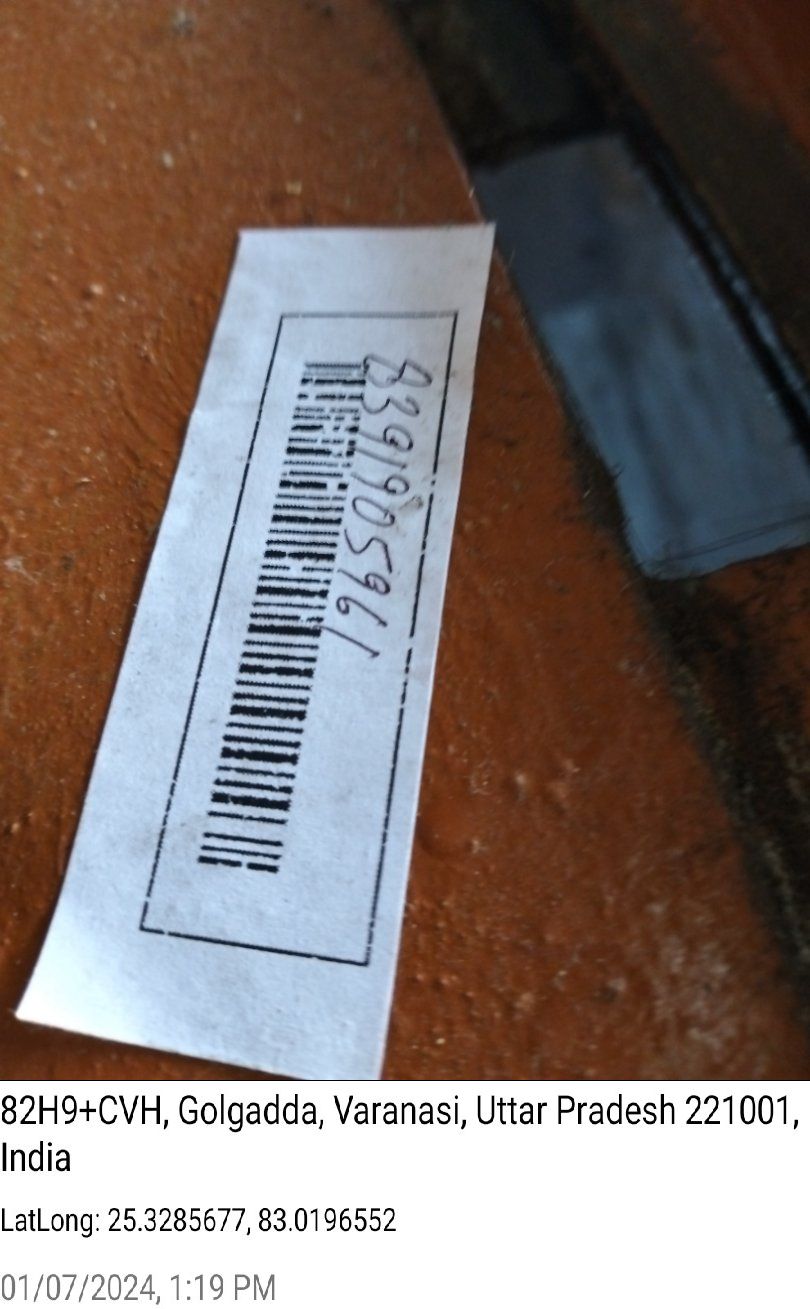 8391905961
82H9+CVH, Golgadda, Varanasi, Uttar Pradesh 221001,
India
LatLong: 25.3285677, 83.0196552
01/07/2024, 1:19 PM